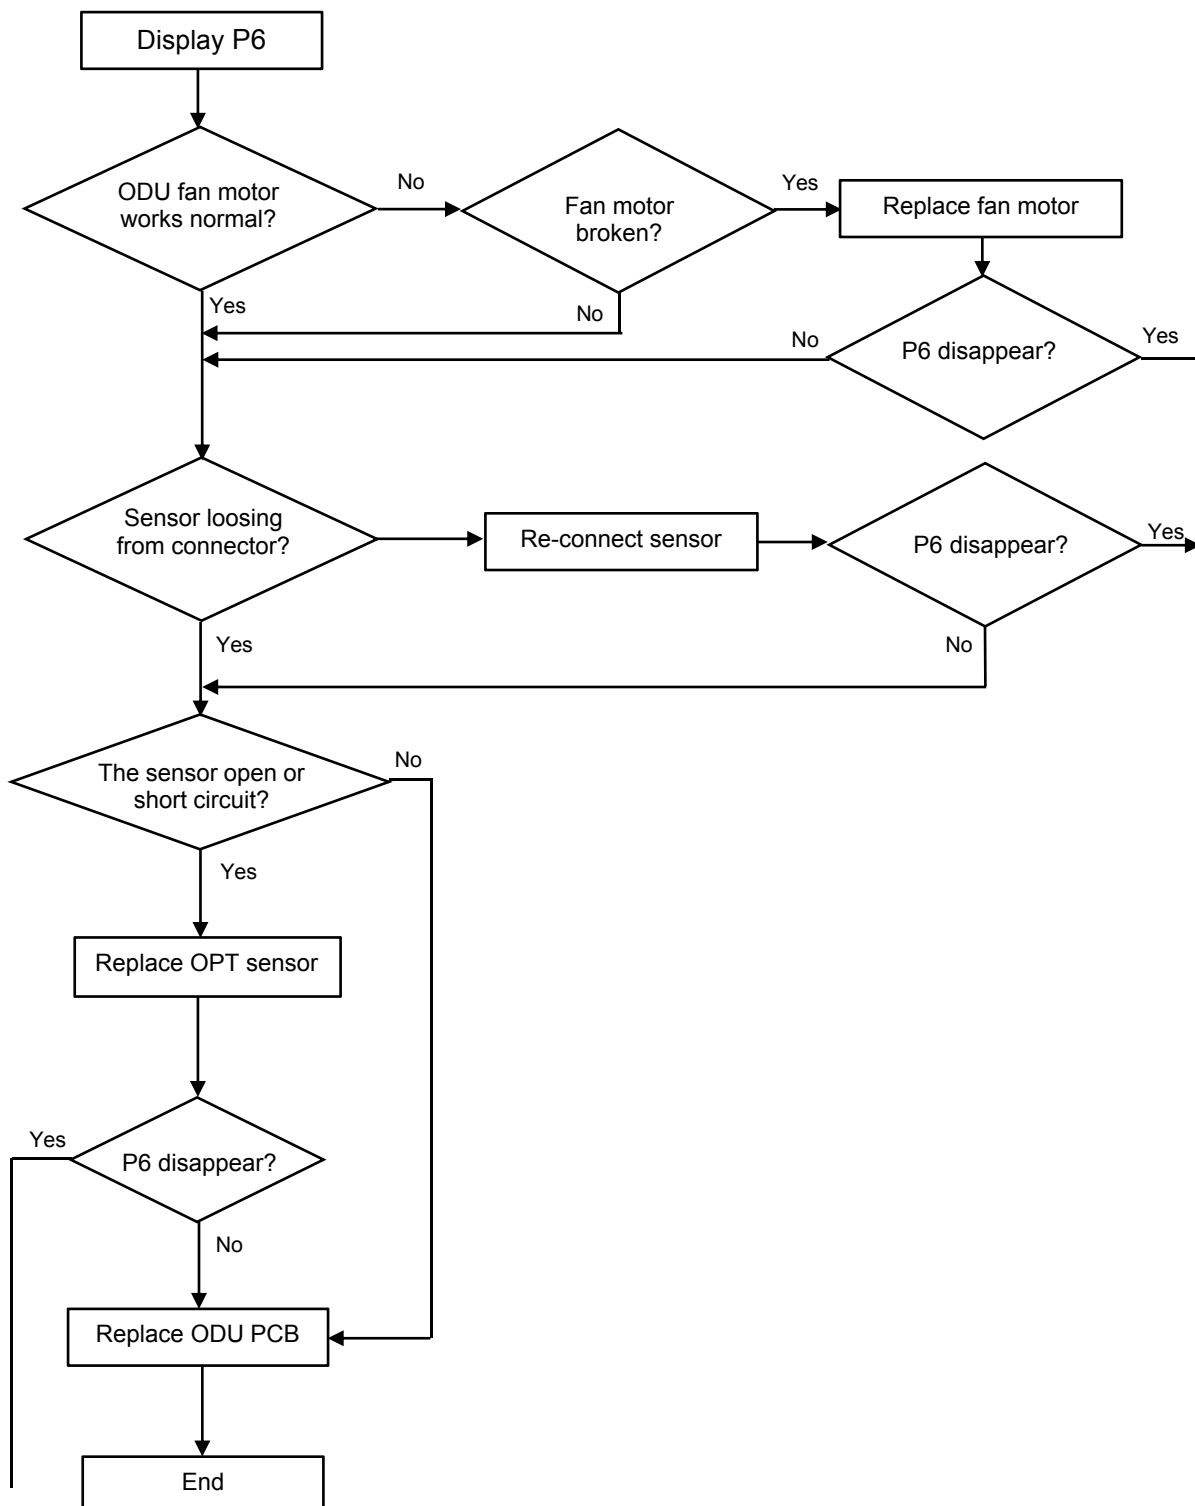 Display P6
ODU fan motor
works normal?
No
Fan motor
broken?
Yes
Replace fan motor
Yes
No
No
P6 disappear?
Yes
Sensor loosing
from connector?
Re-connect sensor
P6 disappear?
Yes
Yes
No
The sensor open or
short circuit?
No
Yes
Replace OPT sensor
Yes
P6 disappear?
No
Replace ODU PCB
End